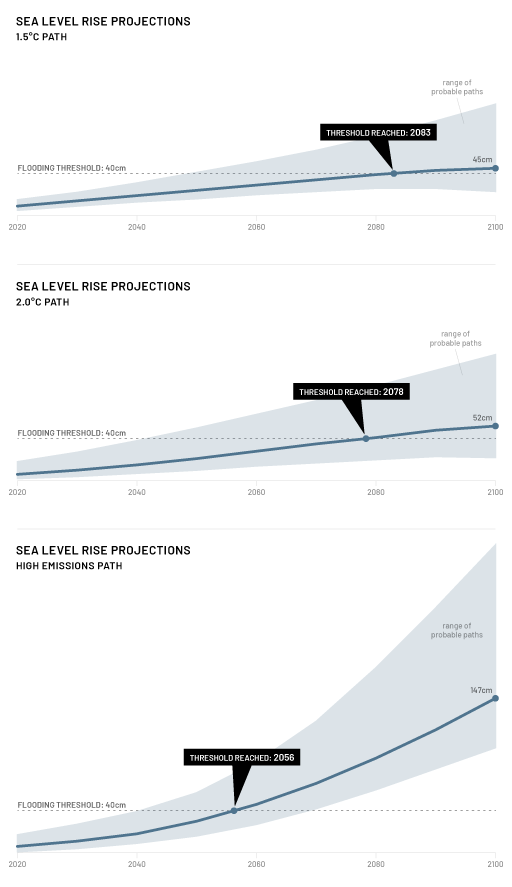 SEA LEVEL RISE PROJECTIONS
1.5°C PATH
range of
probable paths
THRESHOLD REACHED: 2083
45cm
FLOODING THRESHOLD: 40cm
2020 2040 2060 2080 2100
SEA LEVEL RISE PROJECTIONS
2.0°C PATH
range of
probable paths
THRESHOLD REACHED: 2078
52cm
FLOODING THRESHOLD: 40cm
2020 2040 2060 2080 2100
SEA LEVEL RISE PROJECTIONS
HIGH EMISSIONS PATH
range of
probable paths
147cm
THRESHOLD REACHED: 2056
FLOODING THRESHOLD: 40cm
2020 2040 2060 2080 2100